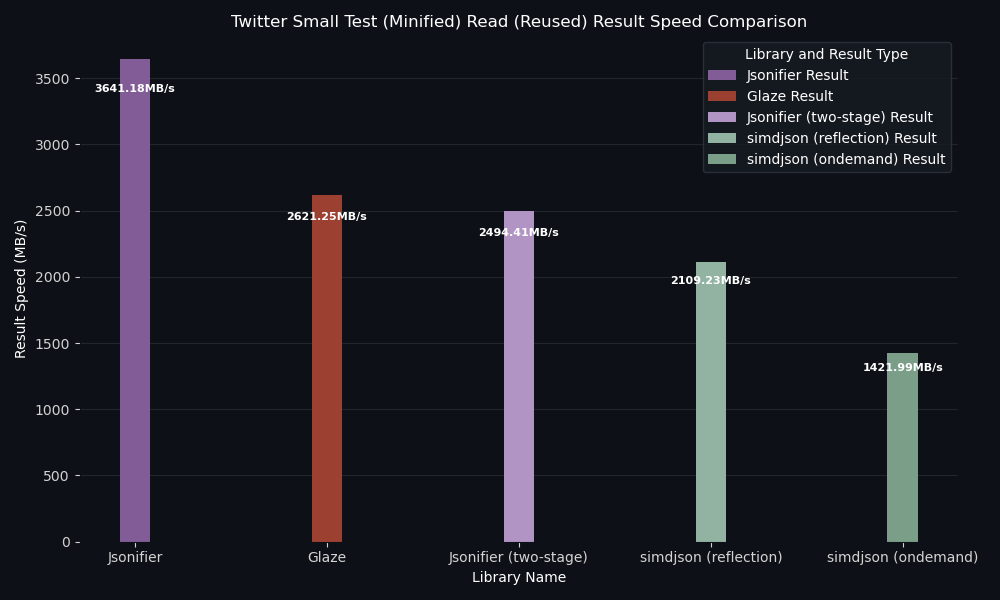 Twitter Small Test (Minified) Read (Reused) Result Speed Comparison
Library and Result Type
Jsonifier Result
Glaze Result
Jsonifier (two-stage) Result
simdjson (reflection) Result
simdjson (ondemand) Result
Result Speed (MB/s)
3500
3000
2500
2000
1500
1000
500
0
3641.18MB/s
2621.25MB/s
2494.41MB/s
2109.23MB/s
1421.99MB/s
Jsonifier
Glaze
Jsonifier (two-stage)
simdjson (reflection)
simdjson (ondemand)
Library Name